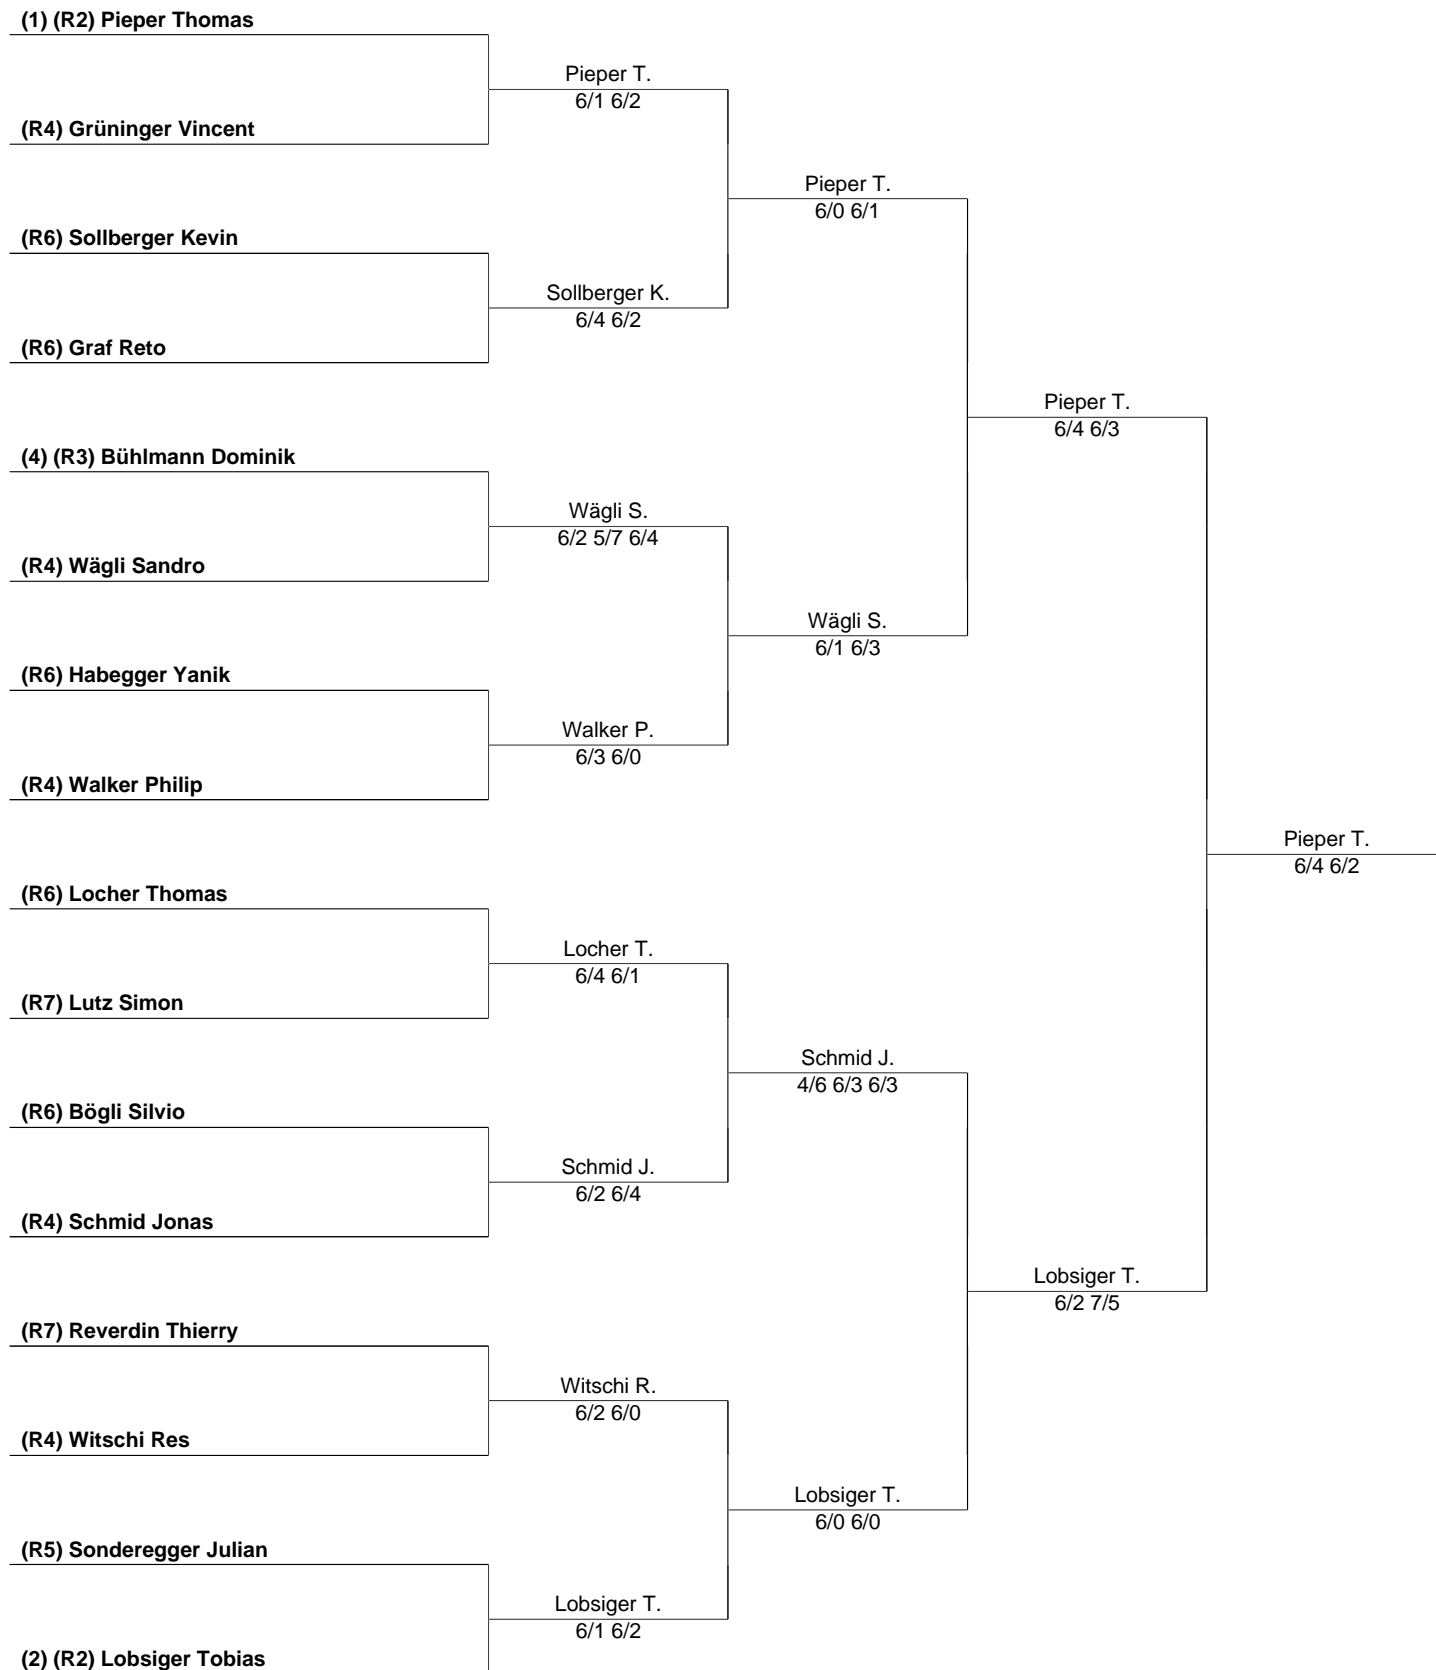 (1) (R2) Pieper Thomas
Pieper T.
6/1 6/2
(R4) Grüninger Vincent
Pieper T.
6/0 6/1
(R6) Sollberger Kevin
Sollberger K.
6/4 6/2
(R6) Graf Reto
Pieper T.
6/4 6/3
(4) (R3) Bühlmann Dominik
Wägli S.
6/2 5/7 6/4
(R4) Wägli Sandro
Wägli S.
6/1 6/3
(R6) Habegger Yanik
Walker P.
6/3 6/0
(R4) Walker Philip
Pieper T.
6/4 6/2
(R6) Locher Thomas
Locher T.
6/4 6/1
(R7) Lutz Simon
Schmid J.
4/6 6/3 6/3
(R6) Bögli Silvio
Schmid J.
6/2 6/4
(R4) Schmid Jonas
Lobsiger T.
6/2 7/5
(R7) Reverdin Thierry
Witschi R.
6/2 6/0
(R4) Witschi Res
Lobsiger T.
6/0 6/0
(R5) Sonderegger Julian
Lobsiger T.
6/1 6/2
(2) (R2) Lobsiger Tobias